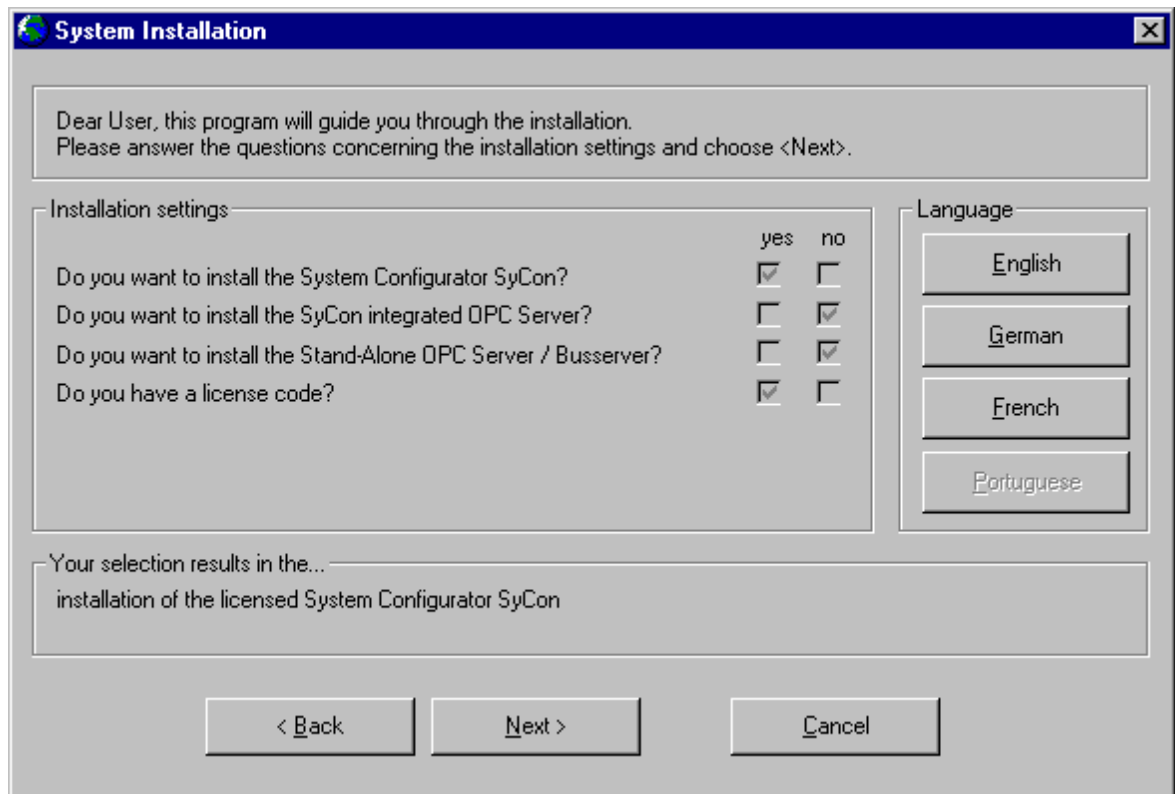 System Installation
Dear User, this program will guide you through the installation.
Please answer the questions concerning the installation settings and choose <Next>.
Installation settings
yes no
Do you want to install the System Configurator SyCon?
Do you want to install the SyCon integrated OPC Server?
Do you want to install the Stand-Alone OPC Server / Busserver?
Do you have a license code?
Language
English
German
French
Portuguese
Your selection results in the...
installation of the licensed System Configurator SyCon
< Back
Next >
Cancel